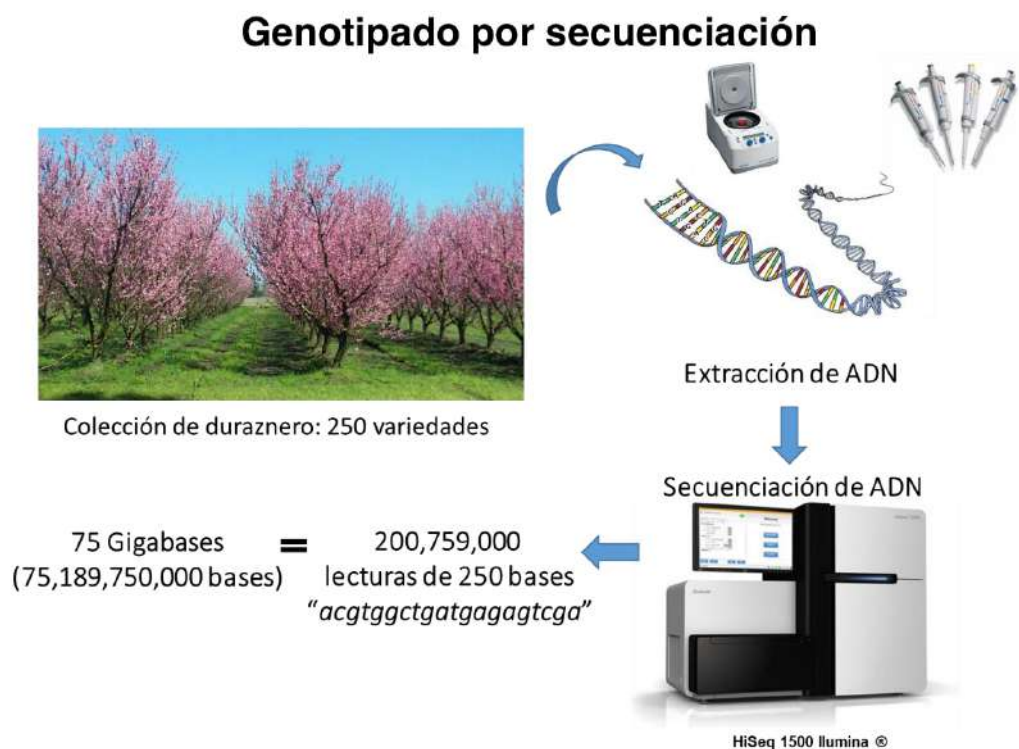 Genotipado por secuenciación
Colección de duraznero: 250 variedades
Extracción de ADN
Secuenciación de ADN
200,759,000
lecturas de 250 bases
“acgtggctgatgagagtcga”
=
75 Gigabases
(75,189,750,000 bases)
HiSeq 1500 Ilumina ®